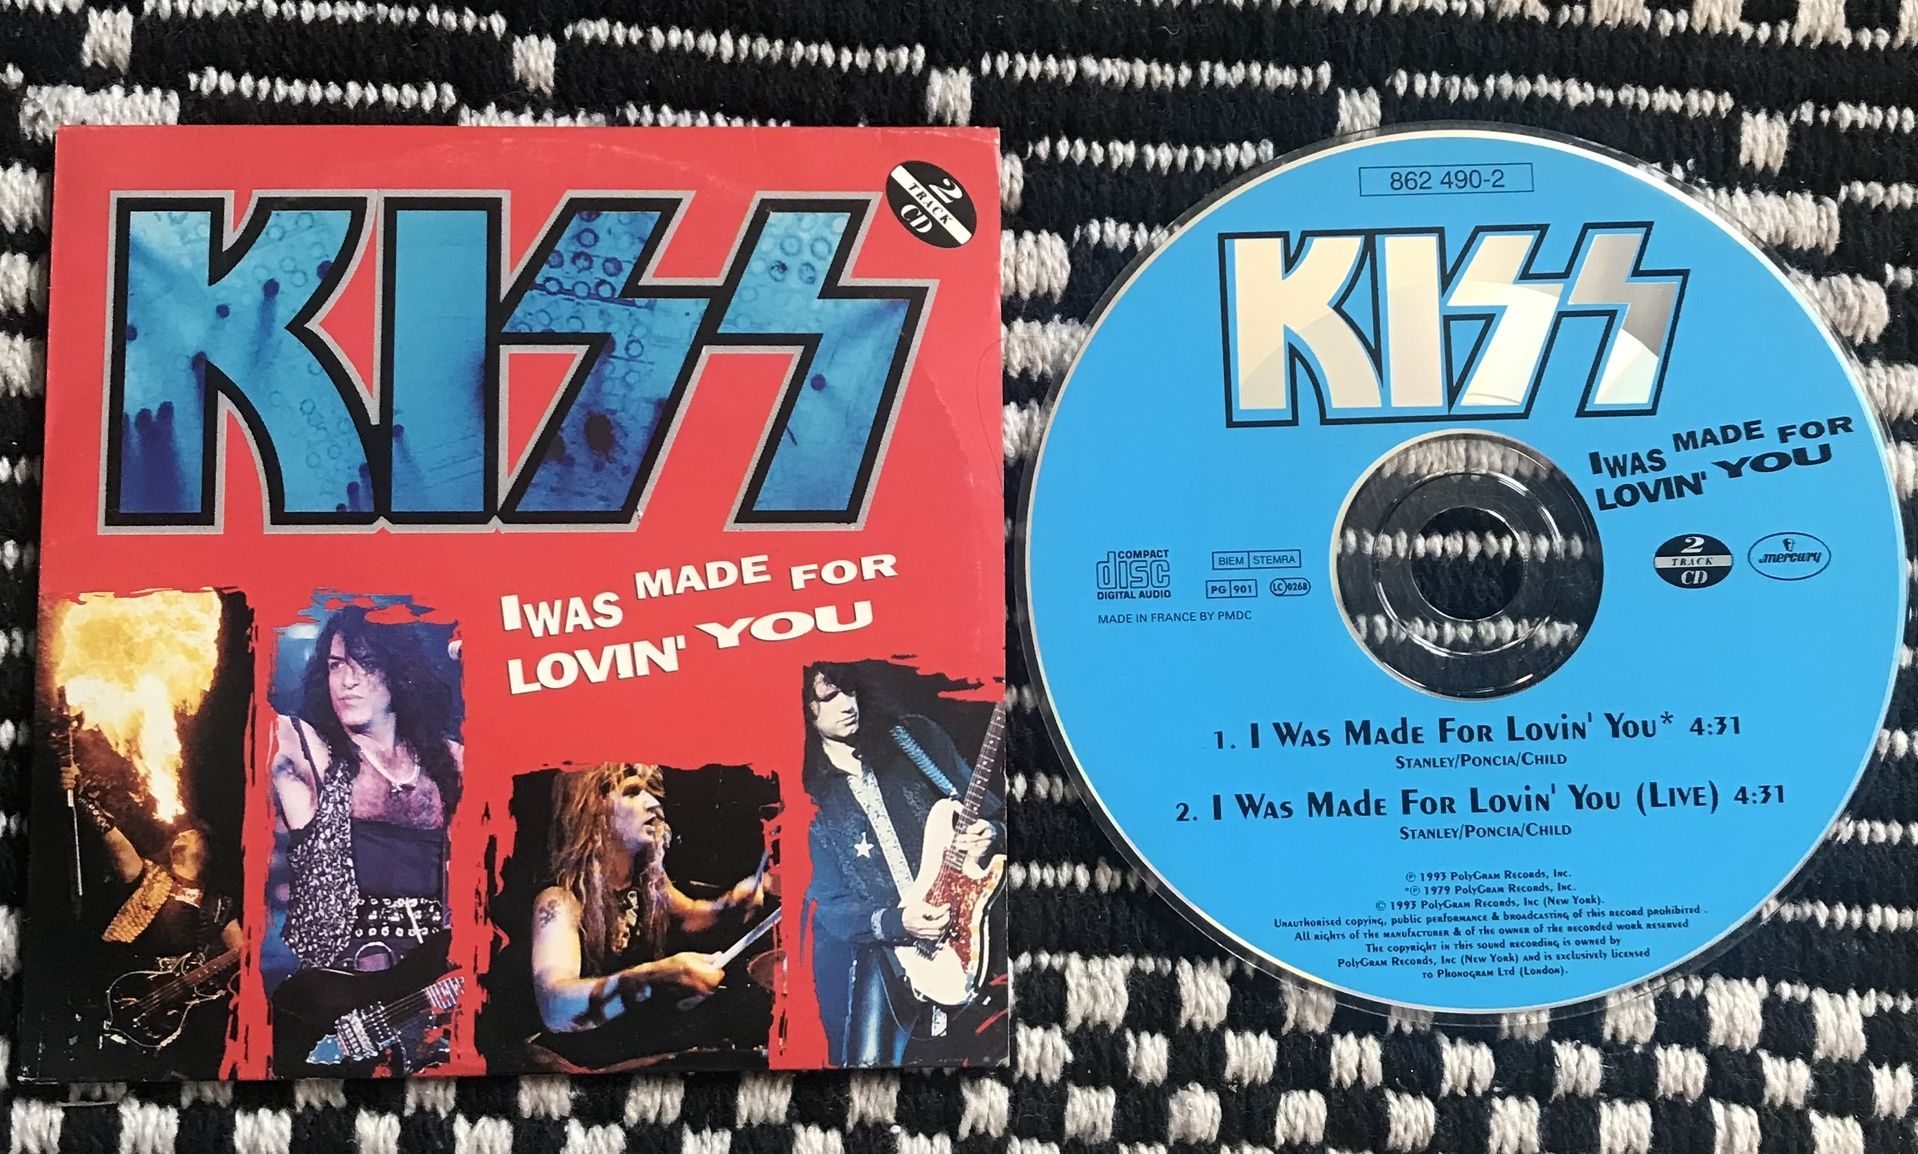 KISS
2
TRACK
CD
I WAS MADE FOR
LOVIN' YOU
862 490-2
KISS
I WAS MADE FOR
LOVIN' YOU
COMPACT
disc
DIGITAL AUDIO
BIEM STEMRA
PG 901 LC 0268
MADE IN FRANCE BY PMDC
2
TRACK
CD
mercury
1. I Was Made For Lovin' You* 4:31
Stanley/Poncia/Child
2. I Was Made For Lovin' You (Live) 4:31
Stanley/Poncia/Child
℗ 1993 PolyGram Records, Inc.
*℗ 1979 PolyGram Records, Inc.
© 1993 PolyGram Records, Inc (New York).
Unauthorised copying, public performance & broadcasting of this record prohibited.
All rights of the manufacturer & of the owner of the recorded work reserved
The copyright in this sound recording is owned by
PolyGram Records, Inc (New York) and is exclusively licensed
to Phonogram Ltd (London).